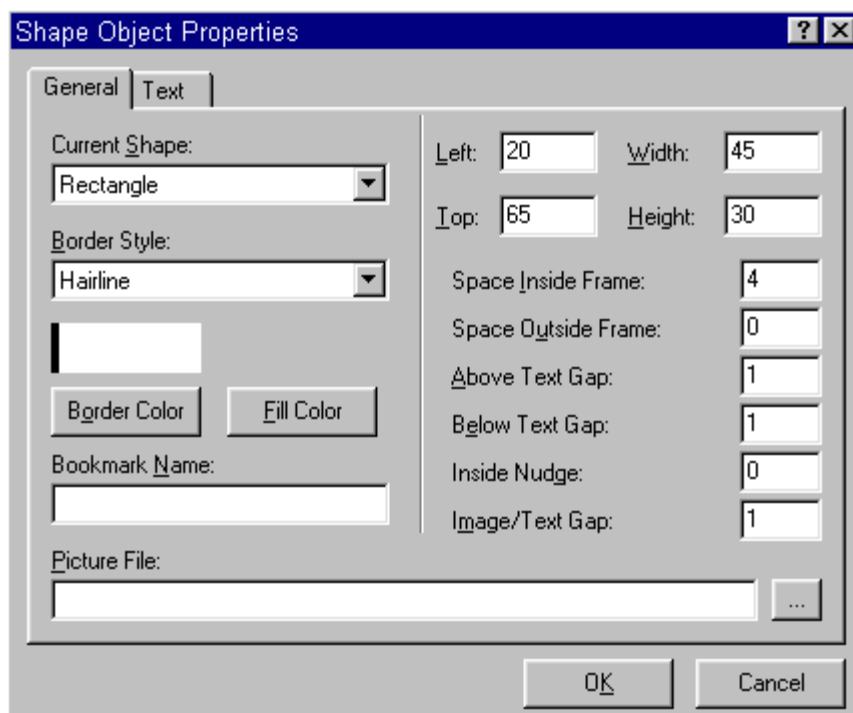 Shape Object Properties
General Text
Current Shape:
Rectangle
Border Style:
Hairline
Border Color Fill Color
Bookmark Name:
Left: 20 Width: 45
Top: 65 Height: 30
Space Inside Frame: 4
Space Outside Frame: 0
Above Text Gap: 1
Below Text Gap: 1
Inside Nudge: 0
Image/Text Gap: 1
Picture File:
...
OK Cancel